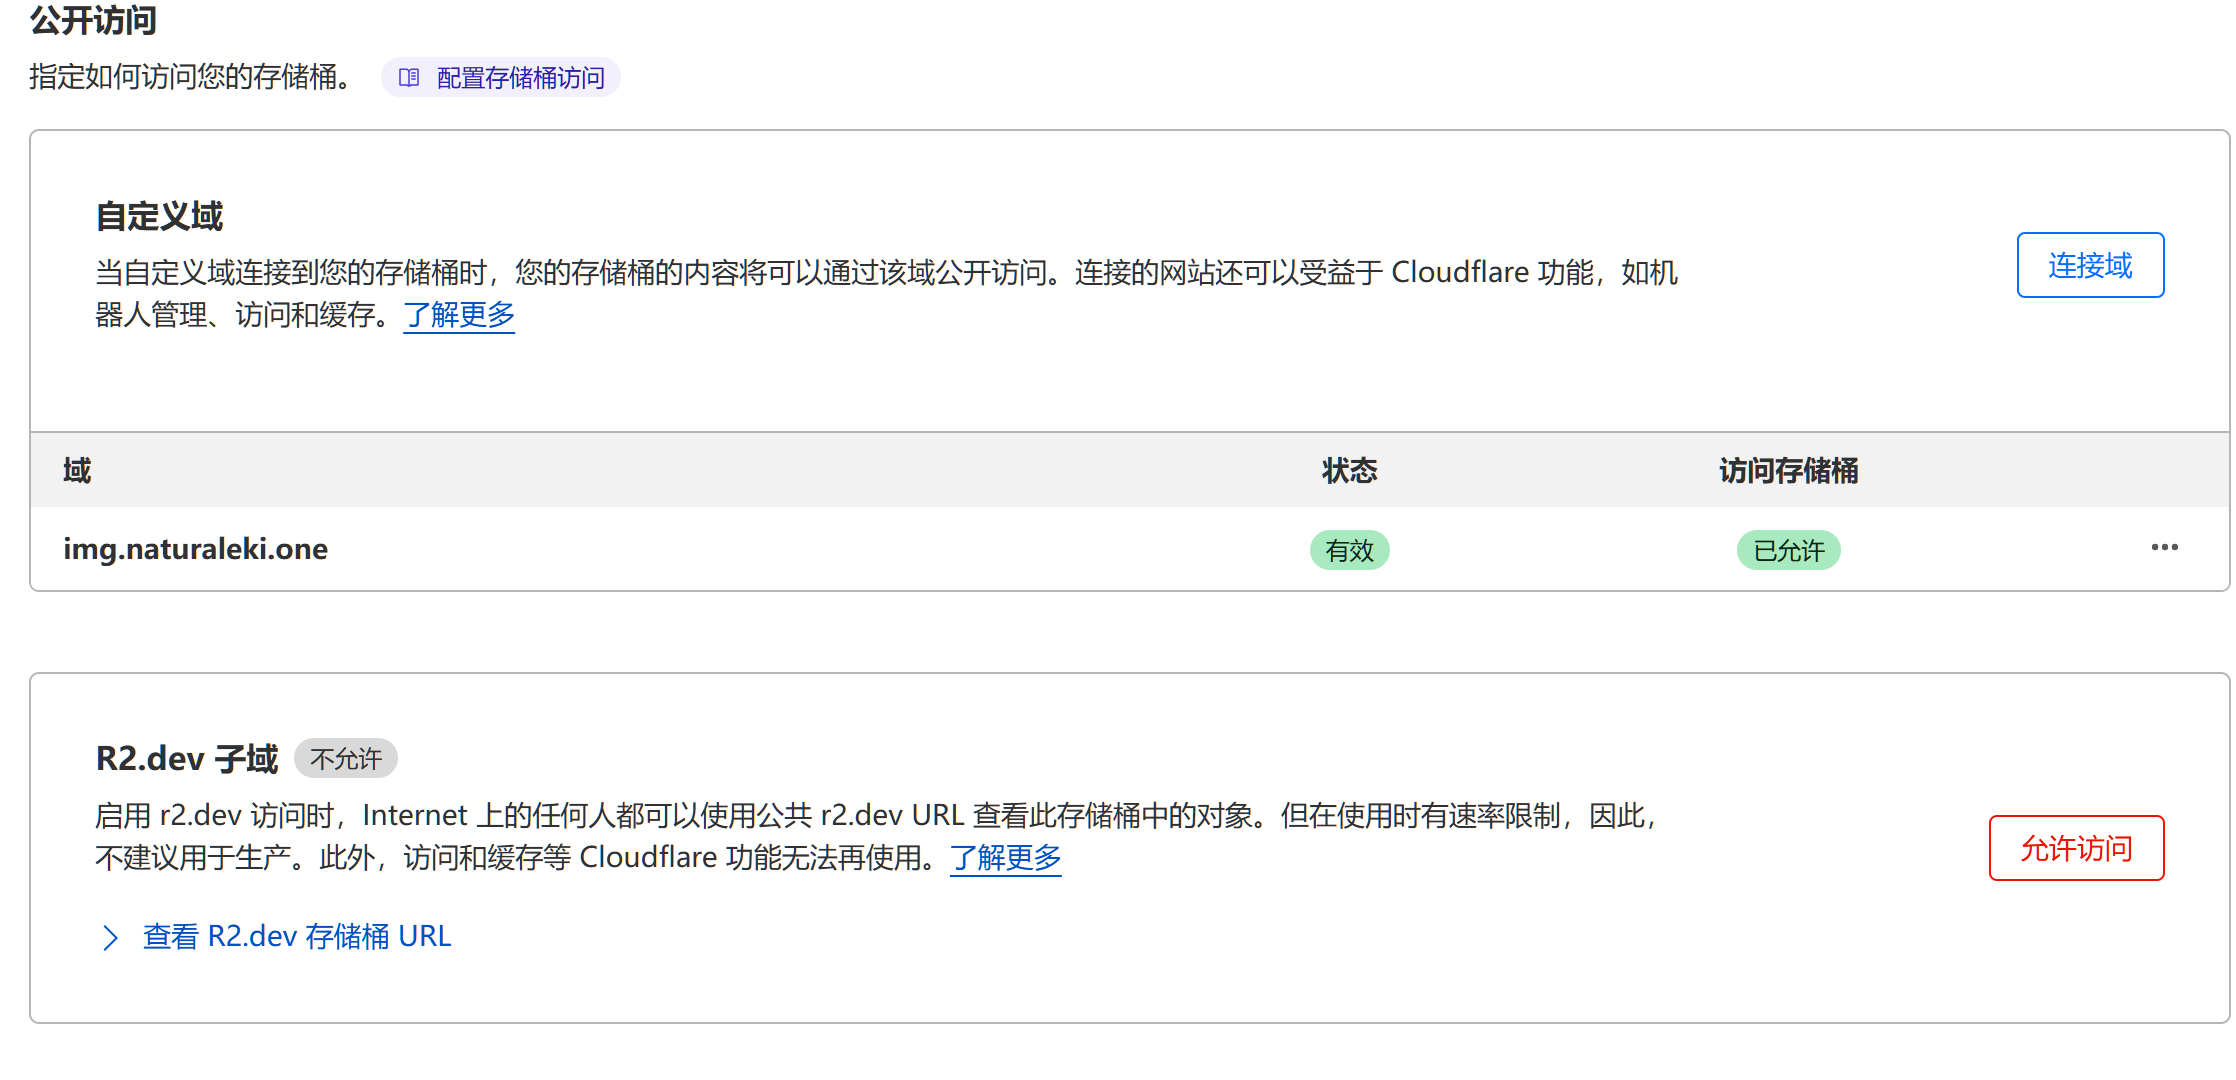 公开访问
指定如何访问您的存储桶。 配置存储桶访问
自定义域
当自定义域连接到您的存储桶时，您的存储桶的内容将可以通过该域公开访问。连接的网站还可以受益于 Cloudflare 功能，如机
器人管理、访问和缓存。了解更多
连接域
域 状态 访问存储桶
img.naturaleki.one 有效 已允许
R2.dev 子域 不允许
启用 r2.dev 访问时，Internet 上的任何人都可以使用公共 r2.dev URL 查看此存储桶中的对象。但在使用时有速率限制，因此，
不建议用于生产。此外，访问和缓存等 Cloudflare 功能无法再使用。了解更多
允许访问
查看 R2.dev 存储桶 URL